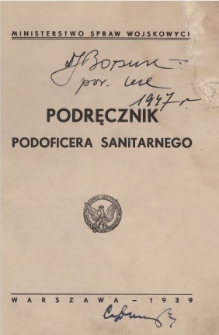 MINISTERSTWO SPRAW WOJSKOWYCH
por. lek
1947 r.
PODRĘCZNIK
PODOFICERA SANITARNEGO
WARSZAWA – 1939